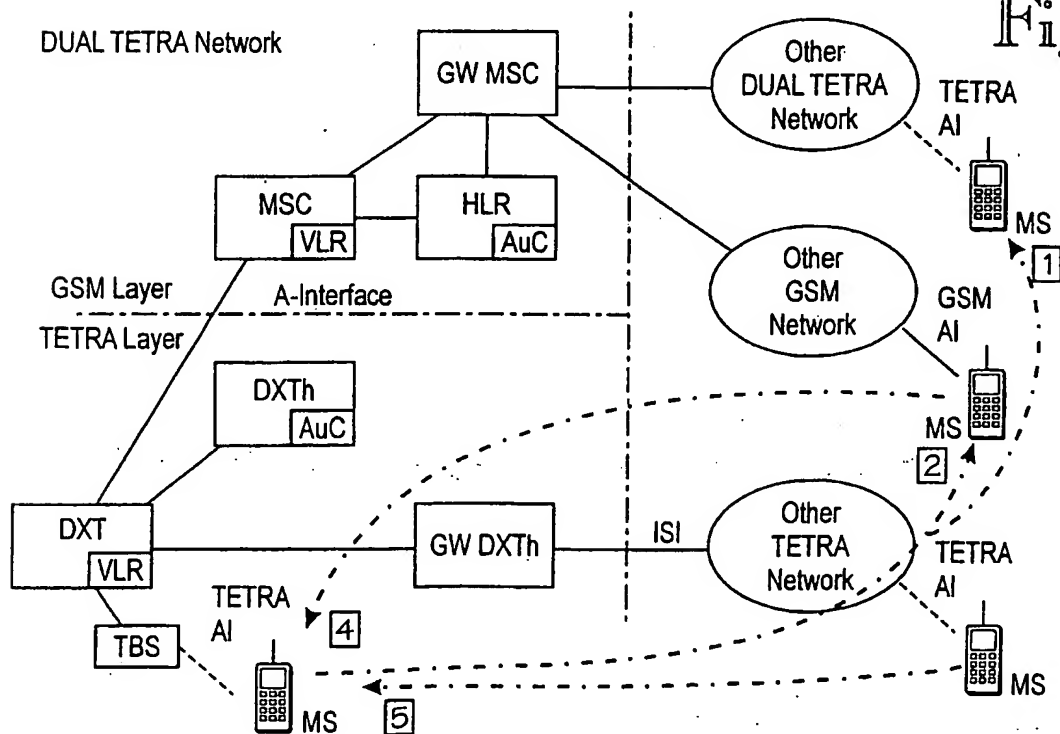 DUAL TETRA Network
Fi
GW MSC
Other
DUAL TETRA
Network
TETRA
AI
MS
1
MSC
VLR
HLR
AuC
GSM Layer
A-Interface
TETRA Layer
Other
GSM
Network
GSM
AI
MS
2
DXTh
AuC
DXT
VLR
GW DXTh
ISI
Other
TETRA
Network
TETRA
AI
MS
TBS
TETRA
AI
4
MS
5